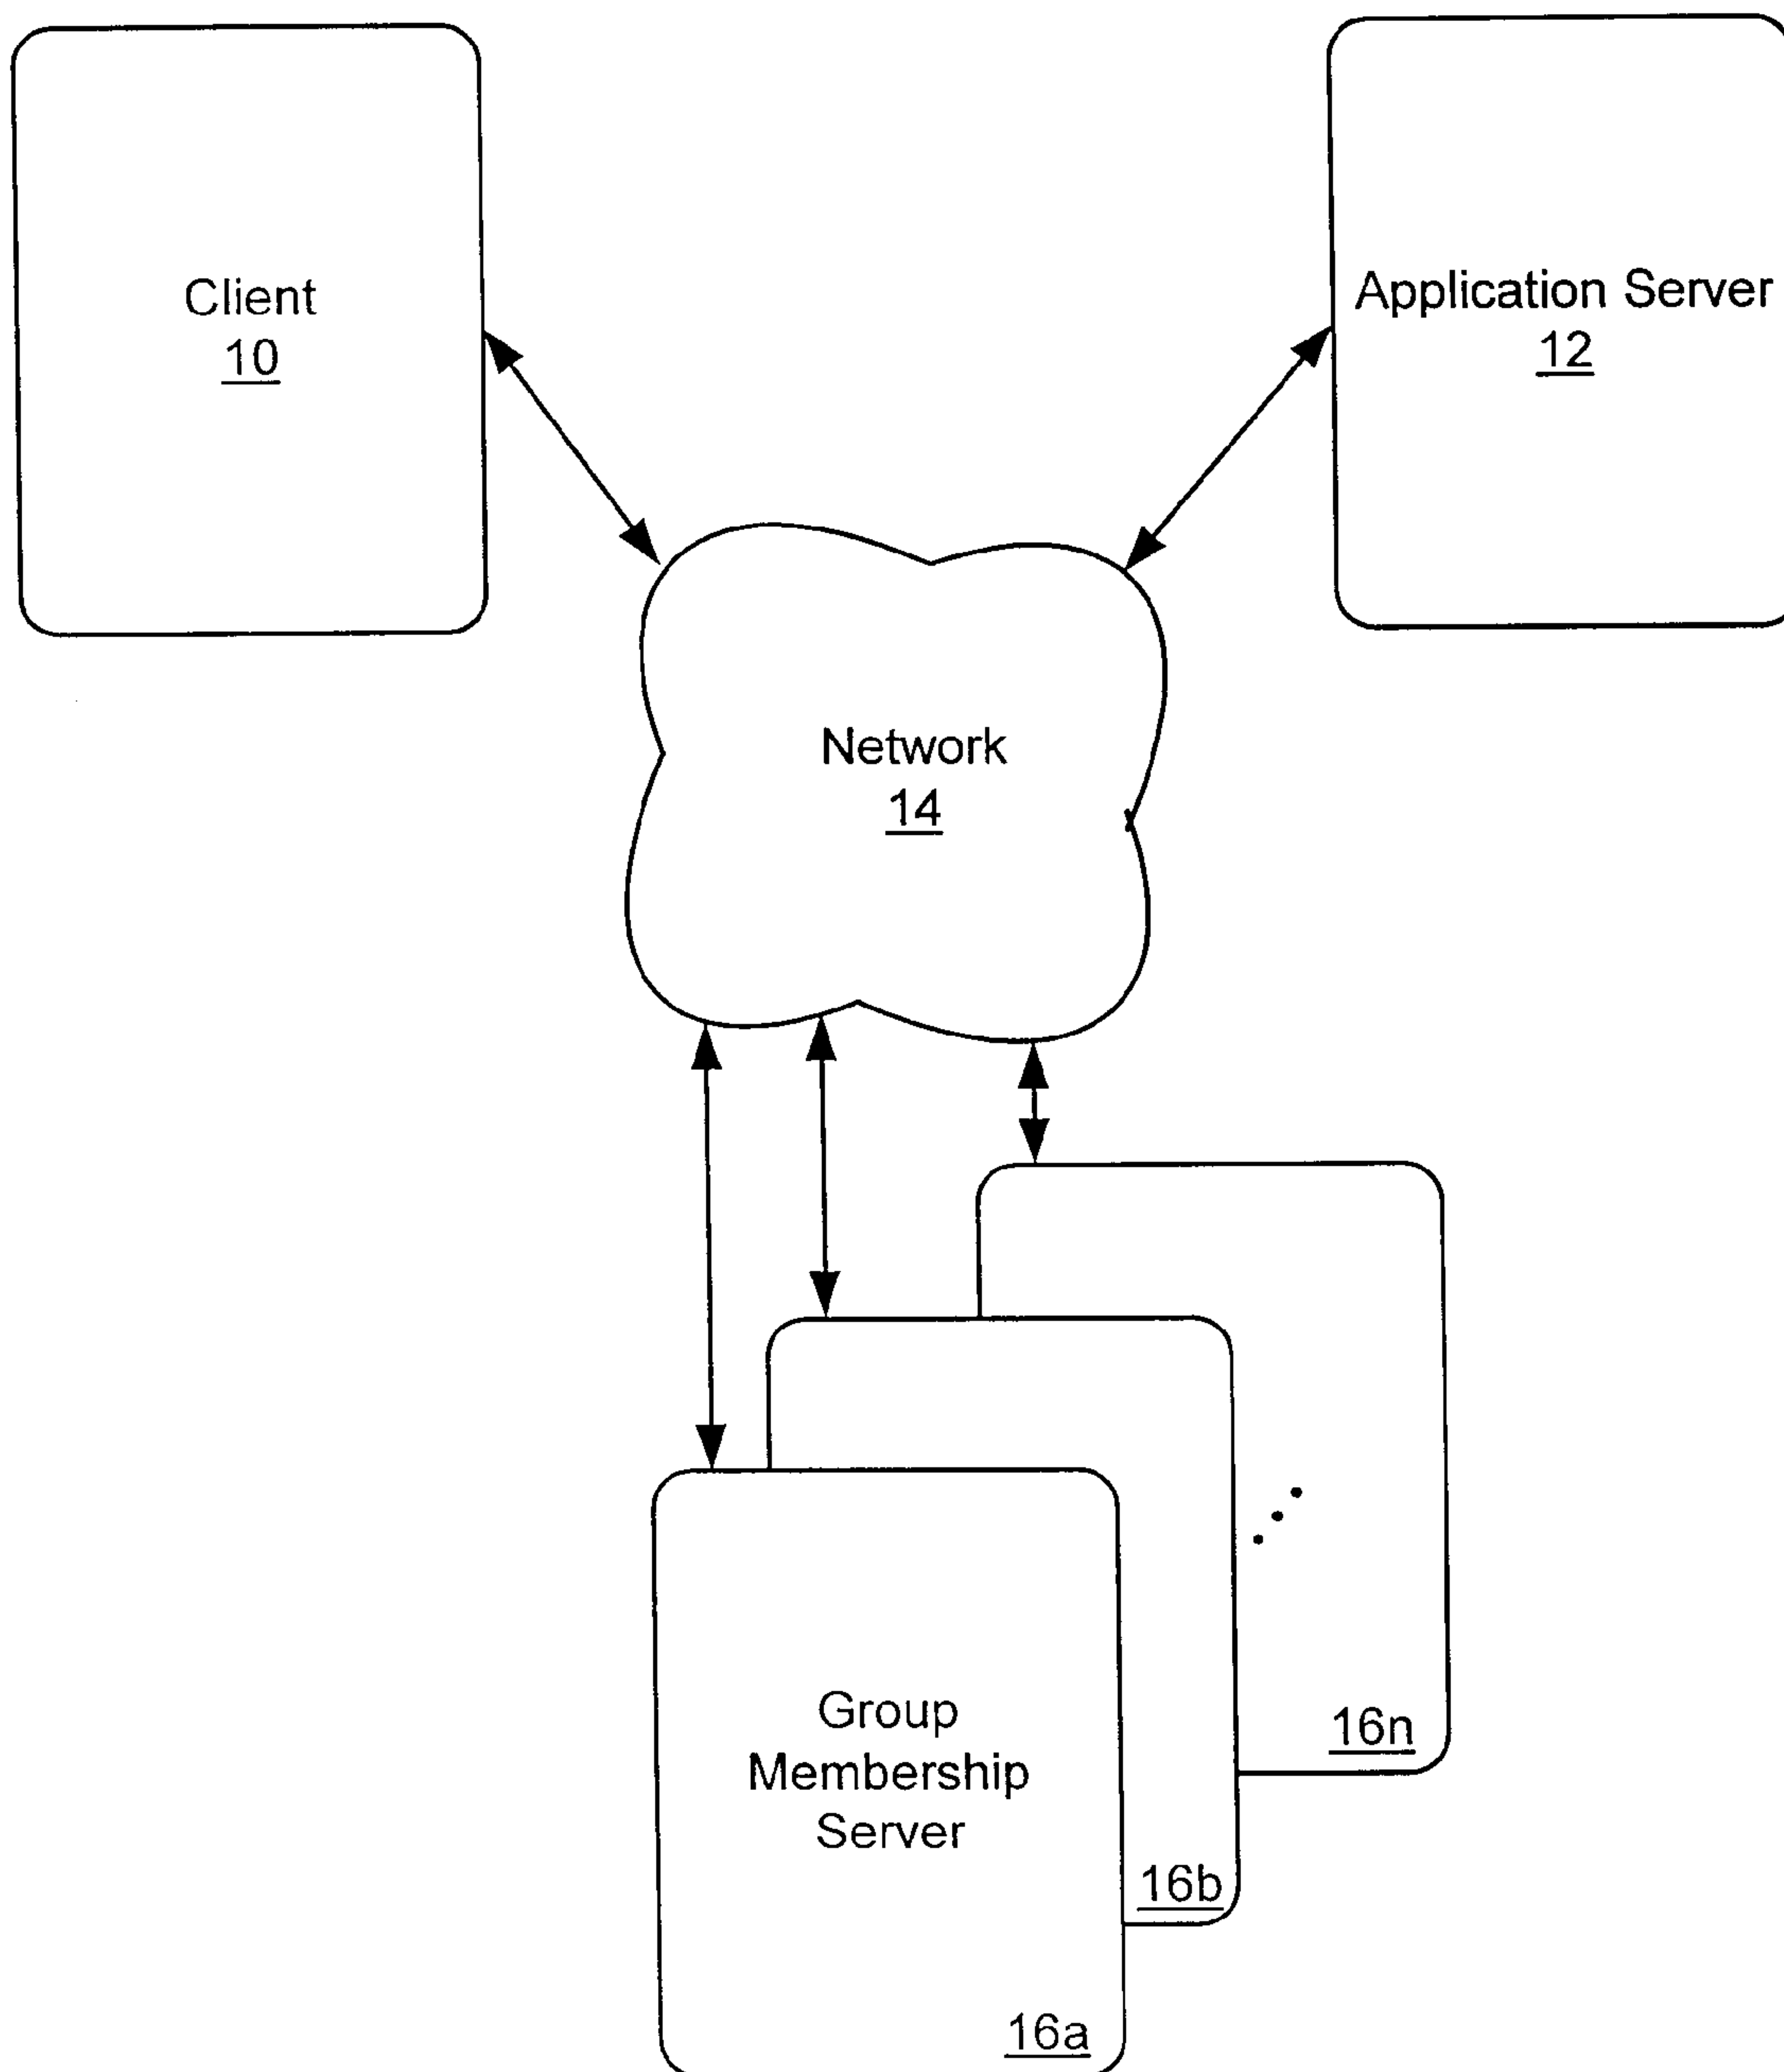 Client
10
Application Server
12
Network
14
16n
Group
Membership
Server
16b
16a